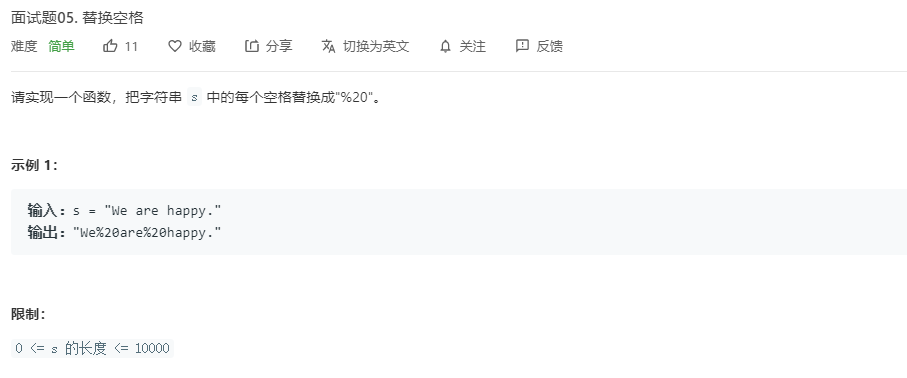 面试题05. 替换空格
难度 简单 11 收藏 分享 切换为英文 关注 反馈
请实现一个函数，把字符串 s 中的每个空格替换成"%20"。
示例 1：
输入：s = "We are happy."
输出："We%20are%20happy."
限制：
0 <= s 的长度 <= 10000